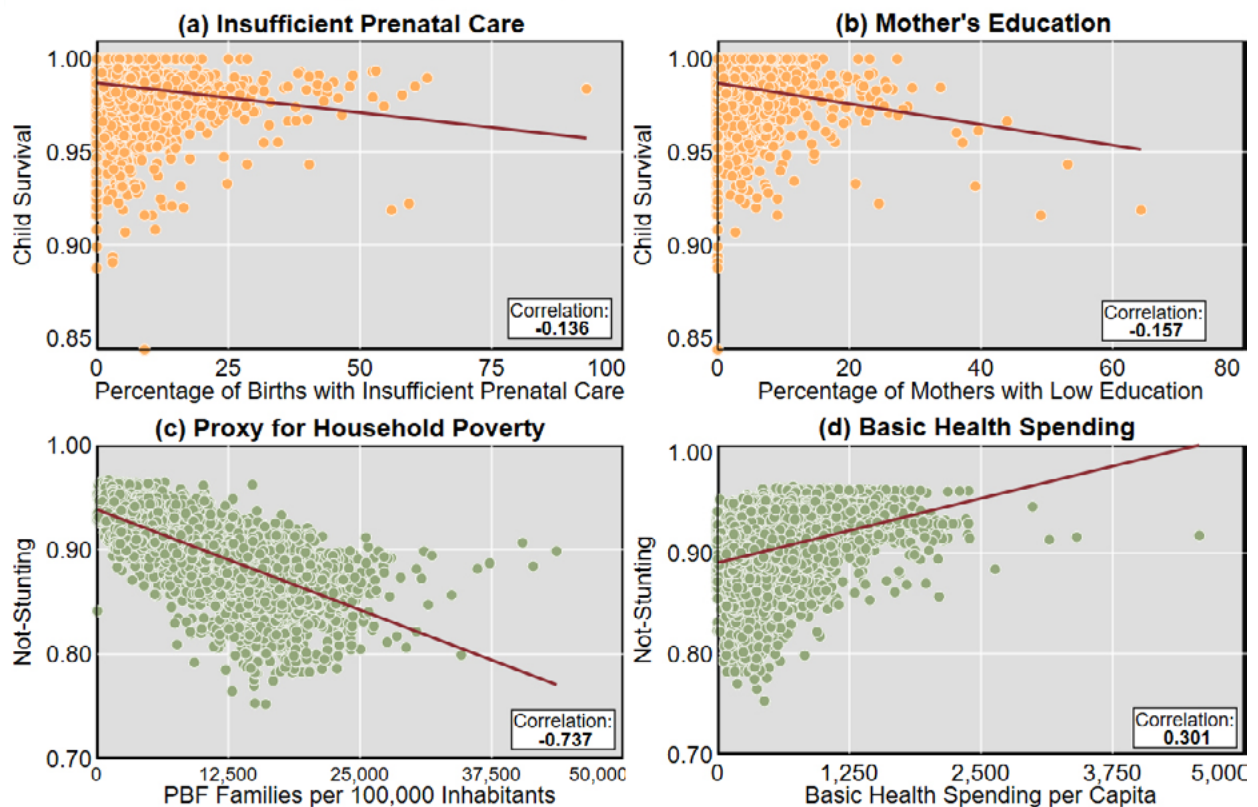 (a) Insufficient Prenatal Care
1.00
0.95
0.90
0.85
Child Survival
Correlation:
-0.136
0 25 50 75 100
Percentage of Births with Insufficient Prenatal Care
(b) Mother's Education
1.00
0.95
0.90
0.85
Child Survival
Correlation:
-0.157
0 20 40 60 80
Percentage of Mothers with Low Education
(c) Proxy for Household Poverty
1.00
0.90
0.80
0.70
Not-Stunting
Correlation:
-0.737
0 12,500 25,000 37,500 50,000
PBF Families per 100,000 Inhabitants
(d) Basic Health Spending
1.00
0.90
0.80
0.70
Not-Stunting
Correlation:
0.301
0 1,250 2,500 3,750 5,000
Basic Health Spending per Capita